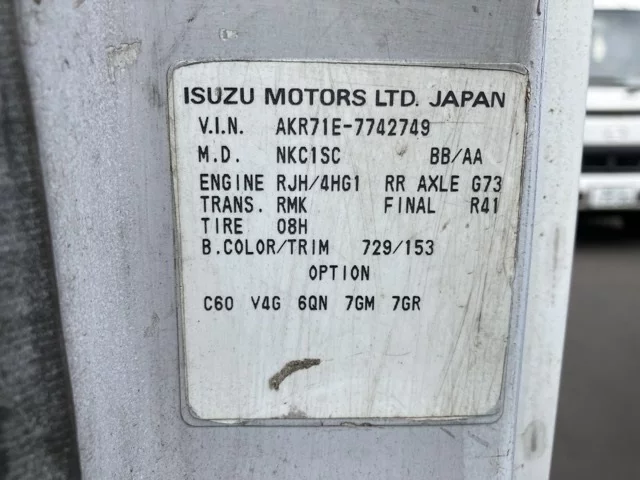 ISUZU MOTORS LTD. JAPAN
V.I.N. AKR71E-7742749
M.D. NKC1SC BB/AA
ENGINE RJH/4HG1 RR AXLE G73
TRANS. RMK FINAL R41
TIRE 08H
B.COLOR/TRIM 729/153
OPTION
C60 V4G 6QN 7GM 7GR